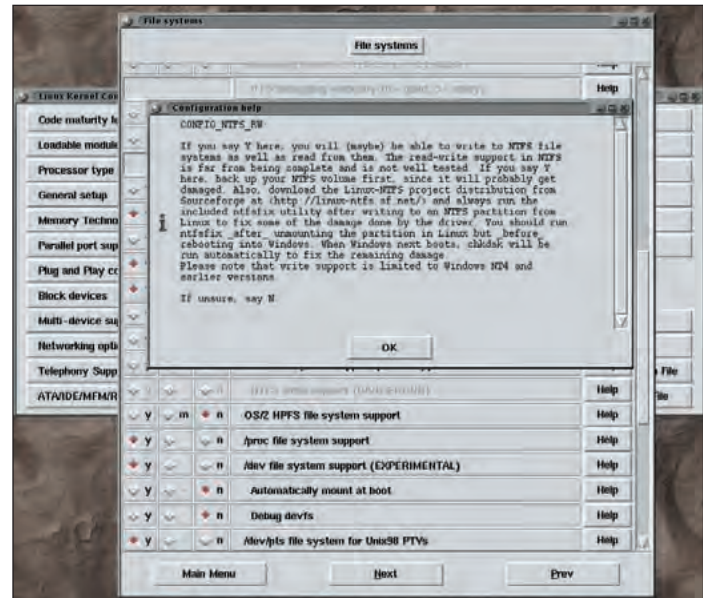 File systems
File systems
Help
Linux Kernel Con
Code maturity le
Loadable module
Processor type
General setup
Memory Techno
Parallel port sup
Plug and Play co
Block devices
Multi-device su
Networking opti
Telephony Supp
ATA/IDE/MFM/R
Configuration help
CONFIG_NTFS_RW
If you say Y here, you will (maybe) be able to write to NTFS file
systems as well as read from them. The read-write support in NTFS
is far from being complete and is not well tested. If you say Y
here, back up your NTFS volume first, since it will probably get
damaged. Also, download the Linux-NTFS project distribution from
Sourceforge at <http://linux-ntfs.sf.net/> and always run the
included ntfsfix utility after writing to an NTFS partition from
Linux to fix some of the damage done by the driver. You should run
ntfsfix _after_ unmounting the partition in Linux but _before_
rebooting into Windows. When Windows next boots, chkdsk will be
run automatically to fix the remaining damage.
Please note that write support is limited to Windows NT4 and
earlier versions.
If unsure, say N.
OK
n File
File
Help
y m n OS/2 HPFS file system support Help
y n /proc file system support Help
y n /dev file system support (EXPERIMENTAL) Help
y n Automatically mount at boot Help
y n Debug devfs Help
y n /dev/pts file system for Unix98 PTYs Help
Main Menu Next Prev